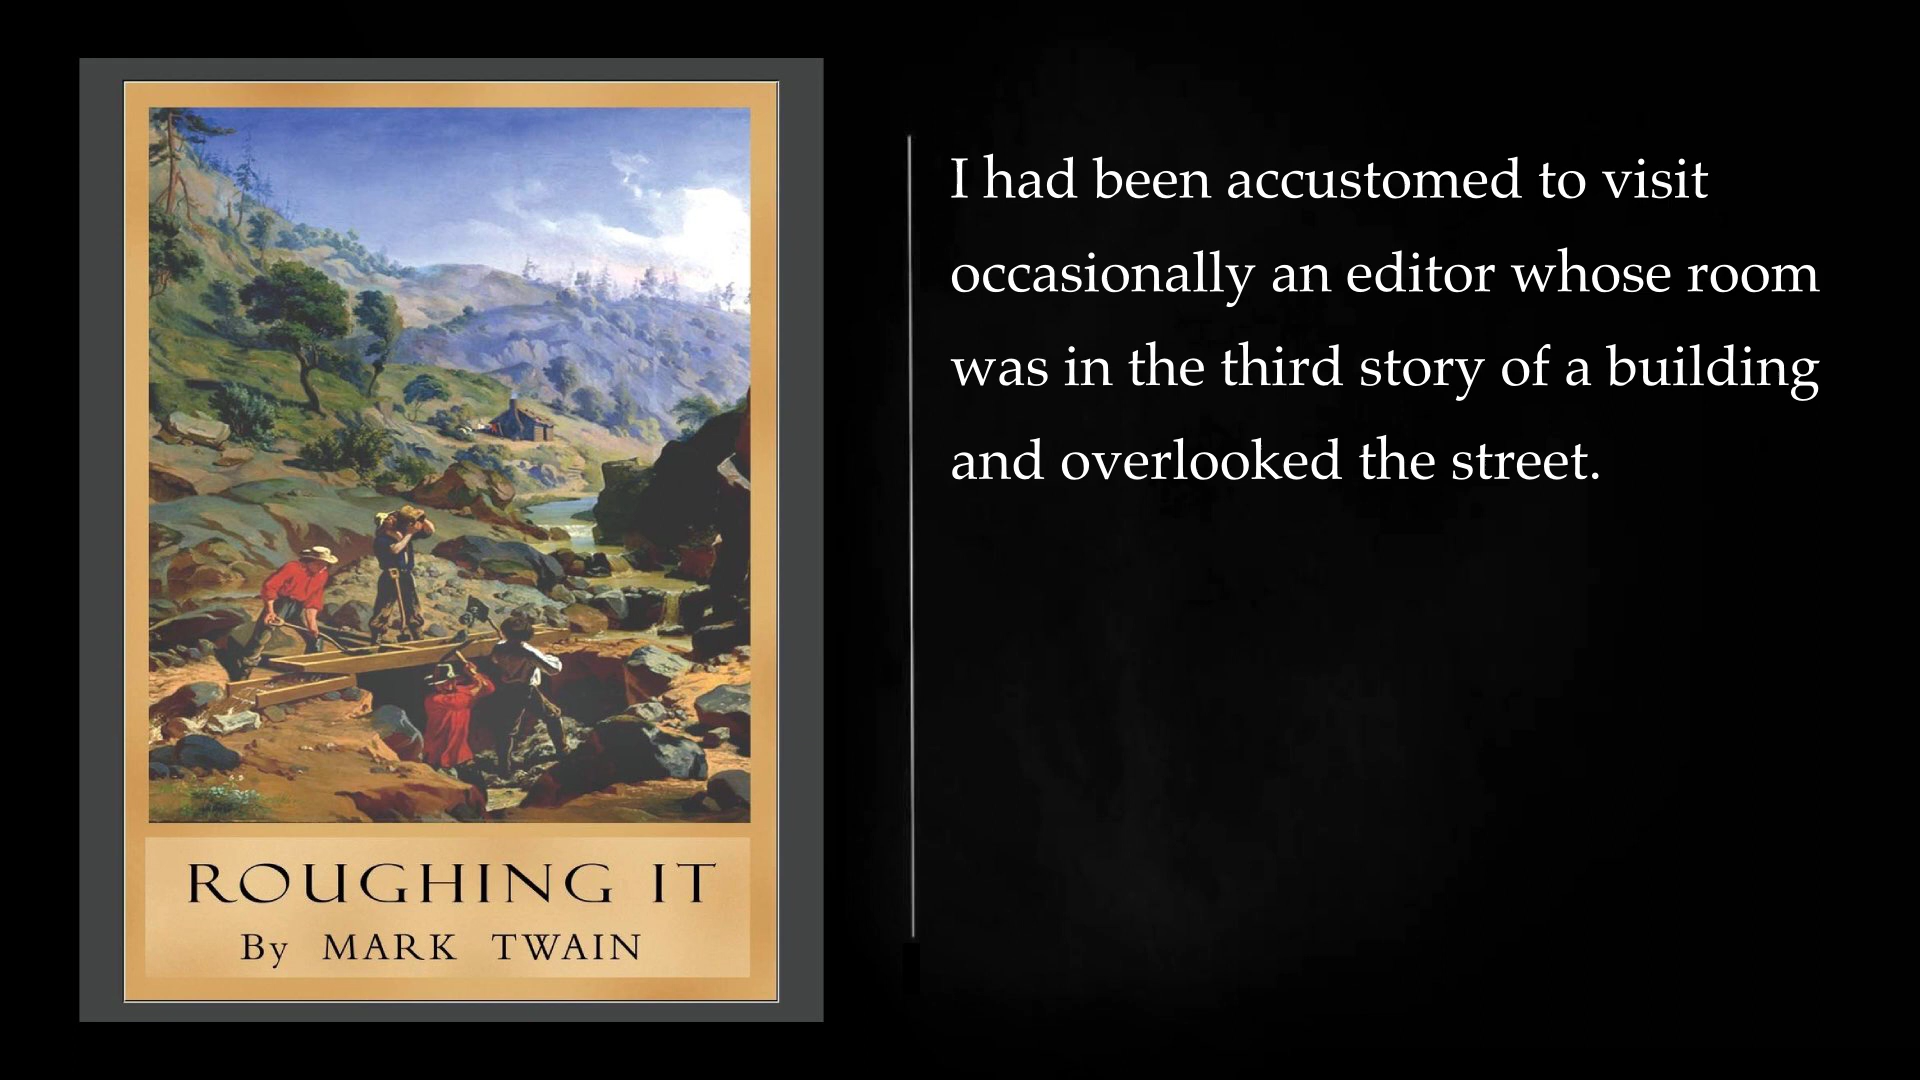 I had been accustomed to visit
occasionally an editor whose room
was in the third story of a building
and overlooked the street.
ROUGHING IT
By MARK TWAIN